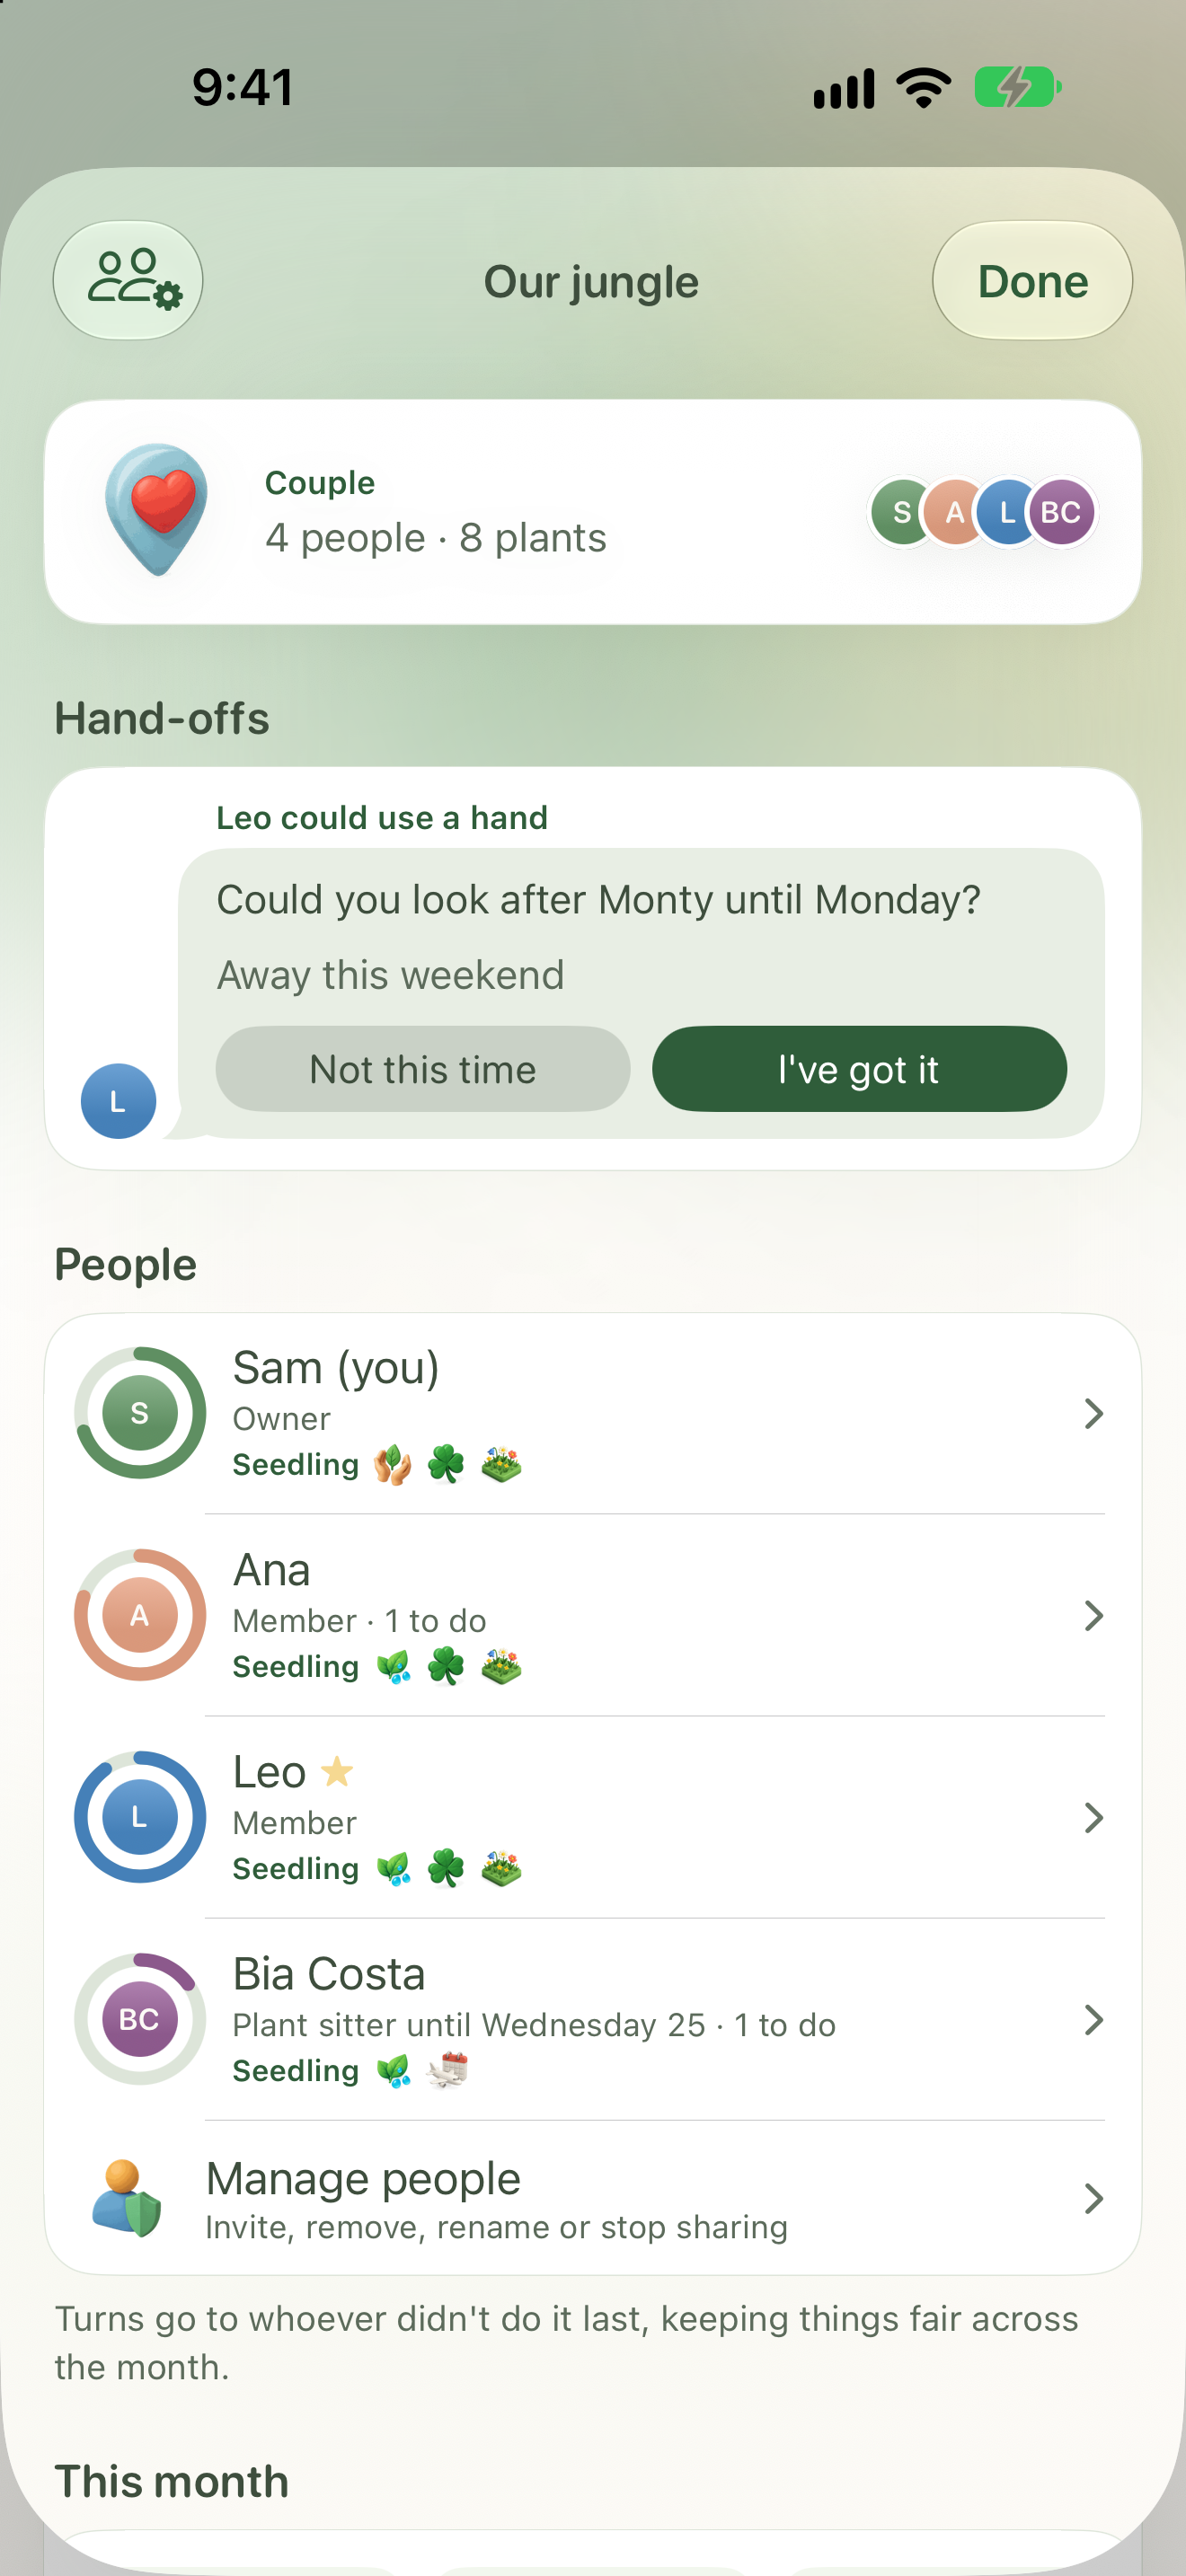 9:41
Our jungle
Done
Couple
4 people · 8 plants
S
A
L
BC
Hand-offs
Leo could use a hand
Could you look after Monty until Monday?
Away this weekend
Not this time
I've got it
L
People
S
Sam (you)
Owner
Seedling
A
Ana
Member · 1 to do
Seedling
L
Leo
Member
Seedling
BC
Bia Costa
Plant sitter until Wednesday 25 · 1 to do
Seedling
Manage people
Invite, remove, rename or stop sharing
Turns go to whoever didn't do it last, keeping things fair across
the month.
This month